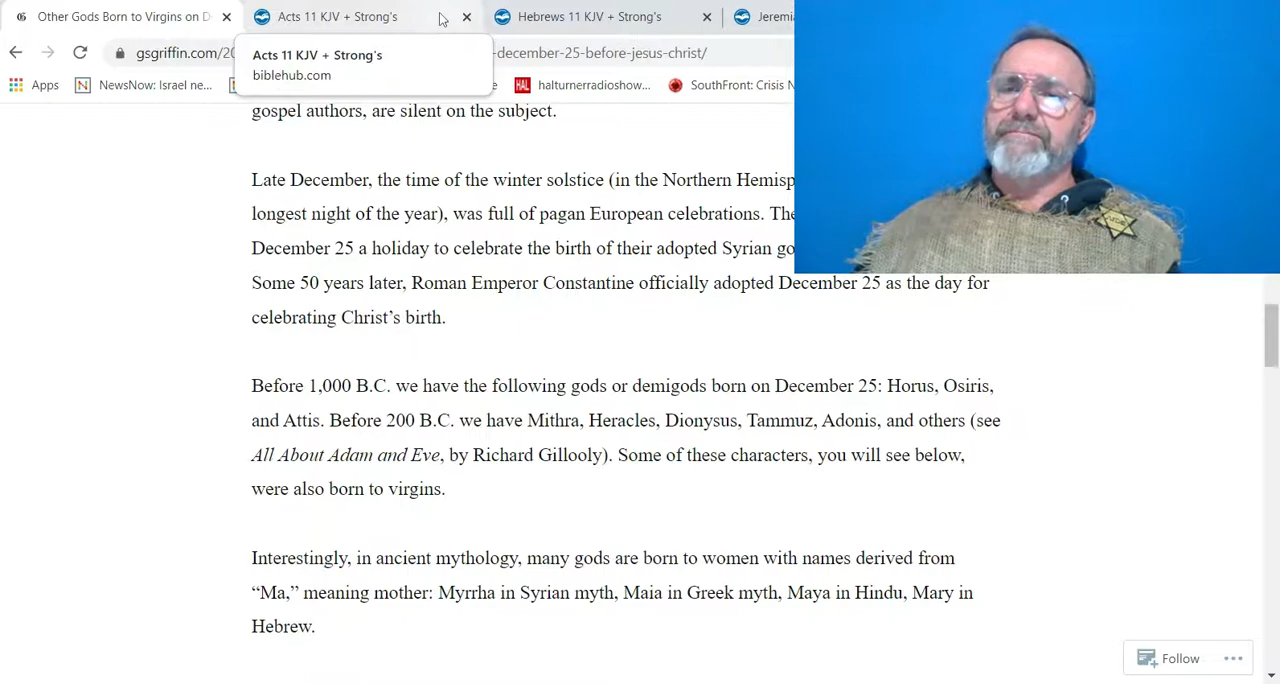 Other Gods Born to Virgins on D
Acts 11 KJV + Strong's
Hebrews 11 KJV + Strong's
Jeremi
gsgriffin.com/20
-december-25-before-jesus-christ/
Acts 11 KJV + Strong's
biblehub.com
Apps
NewsNow: Israel ne...
e
HAL
halturnerradioshow...
SouthFront: Crisis N
gospel authors, are silent on the subject.
Late December, the time of the winter solstice (in the Northern Hemisp
longest night of the year), was full of pagan European celebrations. The
December 25 a holiday to celebrate the birth of their adopted Syrian go
Some 50 years later, Roman Emperor Constantine officially adopted December 25 as the day for
celebrating Christ’s birth.
Before 1,000 B.C. we have the following gods or demigods born on December 25: Horus, Osiris,
and Attis. Before 200 B.C. we have Mithra, Heracles, Dionysus, Tammuz, Adonis, and others (see
All About Adam and Eve, by Richard Gillooly). Some of these characters, you will see below,
were also born to virgins.
Interestingly, in ancient mythology, many gods are born to women with names derived from
“Ma,” meaning mother: Myrrha in Syrian myth, Maia in Greek myth, Maya in Hindu, Mary in
Hebrew.
Follow